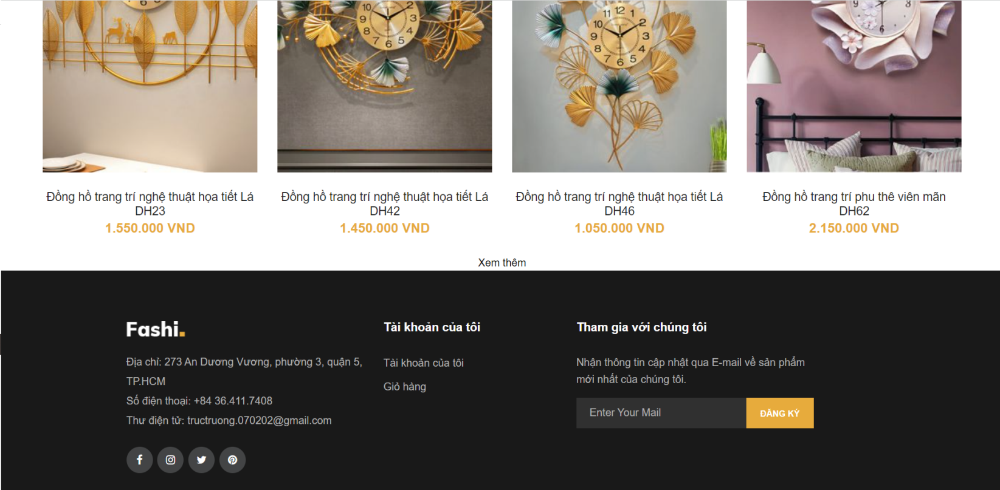 Đồng hồ trang trí nghệ thuật họa tiết Lá
DH23
1.550.000 VND
Đồng hồ trang trí nghệ thuật họa tiết Lá
DH42
1.450.000 VND
Đồng hồ trang trí nghệ thuật họa tiết Lá
DH46
1.050.000 VND
Đồng hồ trang trí phu thê viên mãn
DH62
2.150.000 VND
Xem thêm
Fashi.
Địa chỉ: 273 An Dương Vương, phường 3, quận 5,
TP.HCM
Số điện thoại: +84 36.411.7408
Thư điện tử: tructruong.070202@gmail.com
Tài khoản của tôi
Tài khoản của tôi
Giỏ hàng
Tham gia với chúng tôi
Nhận thông tin cập nhật qua E-mail về sản phẩm
mới nhất của chúng tôi.
Enter Your Mail
ĐĂNG KÝ